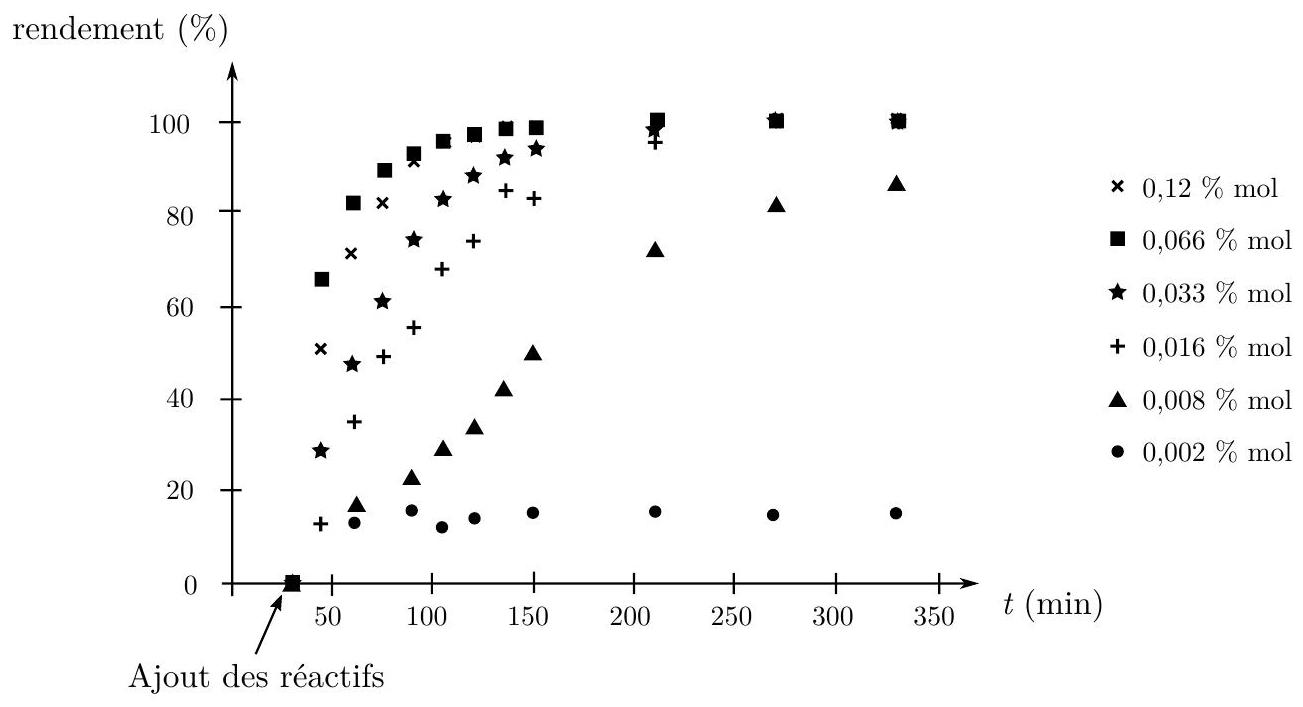 rendement (%)
100
80
60
40
20
0
50
100
150
200
250
300
350
t (min)
Ajout des réactifs
0,12 % mol
0,066 % mol
0,033 % mol
0,016 % mol
0,008 % mol
0,002 % mol